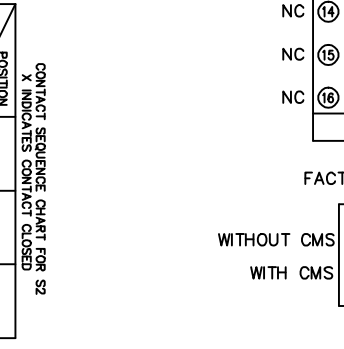 POSITION
CONTACT SEQUENCE CHART FOR S2
X INDICATES CONTACT CLOSED
NC 14
NC 15
NC 16
FACT
WITHOUT CMS
WITH CMS